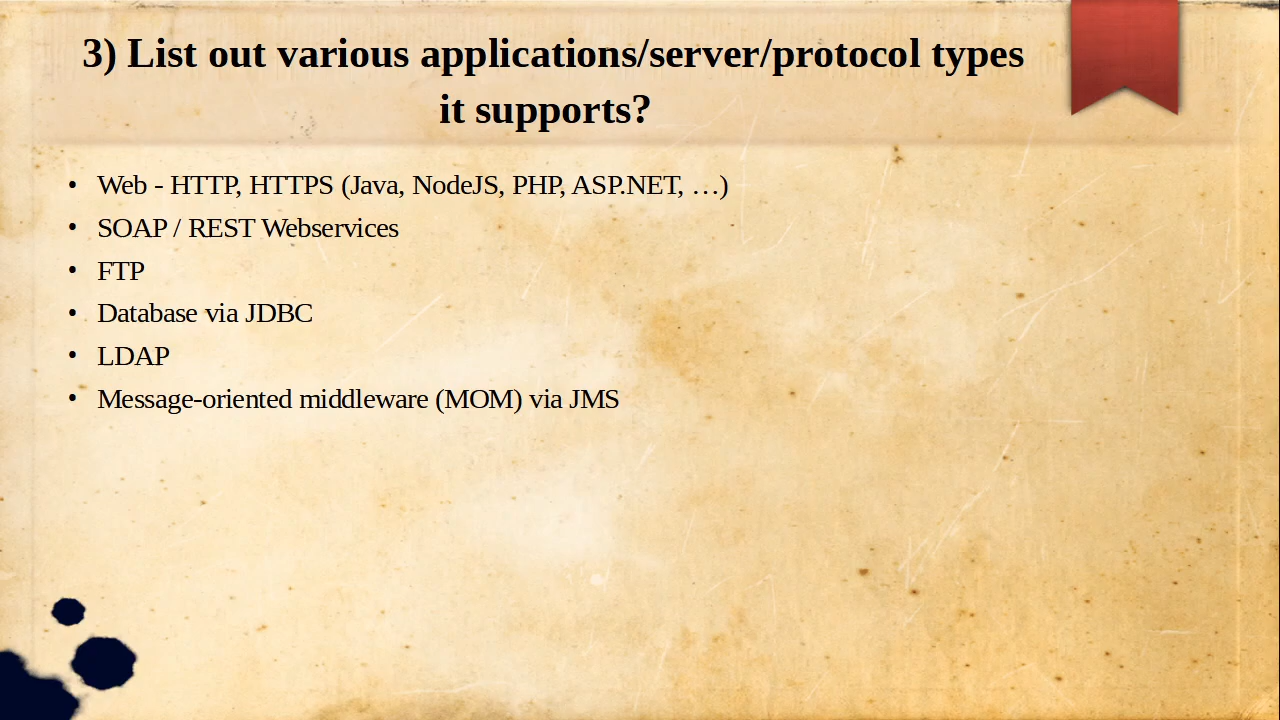 3) List out various applications/server/protocol types
it supports?
• Web - HTTP, HTTPS (Java, NodeJS, PHP, ASP.NET, …)
• SOAP / REST Webservices
• FTP
• Database via JDBC
• LDAP
• Message-oriented middleware (MOM) via JMS